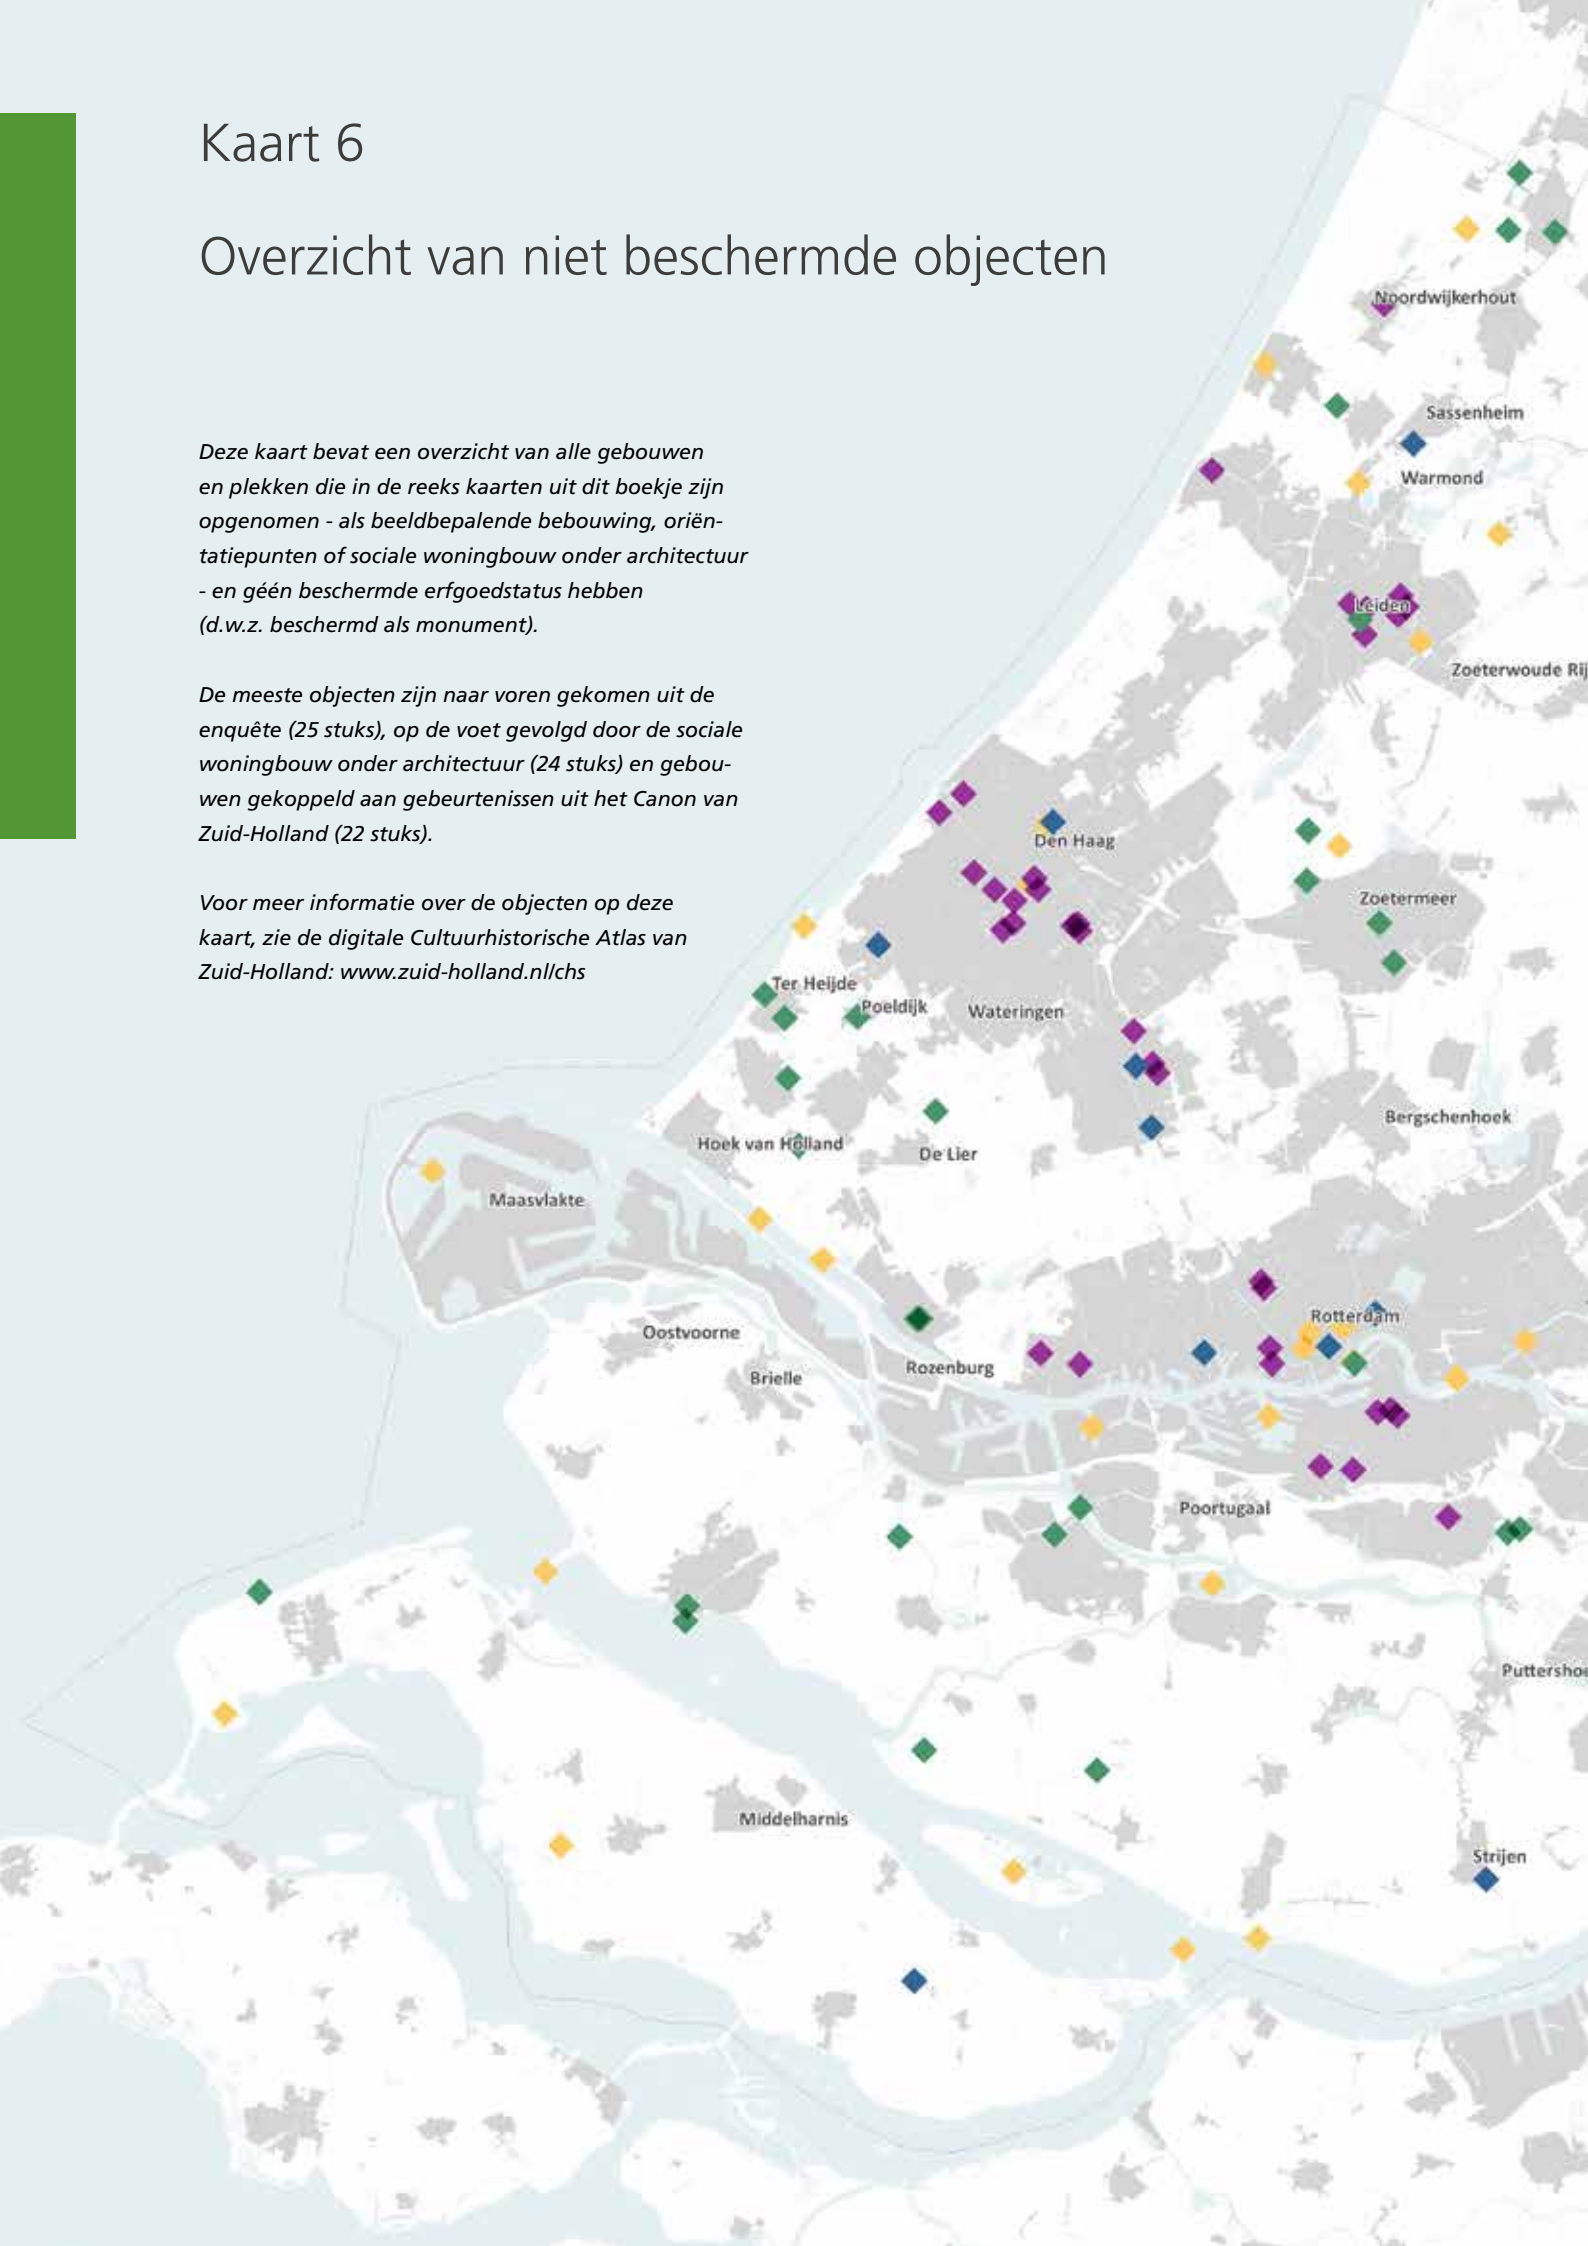 Kaart 6
Overzicht van niet beschermde objecten
Deze kaart bevat een overzicht van alle gebouwen
en plekken die in de reeks kaarten uit dit boekje zijn
opgenomen - als beeldbepalende bebouwing, oriën-
tatiepunten of sociale woningbouw onder architectuur
- en géén beschermde erfgoedstatus hebben
(d.w.z. beschermd als monument).
De meeste objecten zijn naar voren gekomen uit de
enquête (25 stuks), op de voet gevolgd door de sociale
woningbouw onder architectuur (24 stuks) en gebou-
wen gekoppeld aan gebeurtenissen uit het Canon van
Zuid-Holland (22 stuks).
Voor meer informatie over de objecten op deze
kaart, zie de digitale Cultuurhistorische Atlas van
Zuid-Holland: www.zuid-holland.nl/chs
Noordwijkerhout
Sassenheim
Warmond
Leiden
Zoeterwoude Rij
Den Haag
Zoetermeer
Ter Heijde
Poeldijk
Wateringen
Bergschenhoek
Hoek van Holland
De Lier
Maasvlakte
Rotterdam
Oostvoorne
Rozenburg
Brielle
Poortugaal
Puttersho
Middelharnis
Strijen